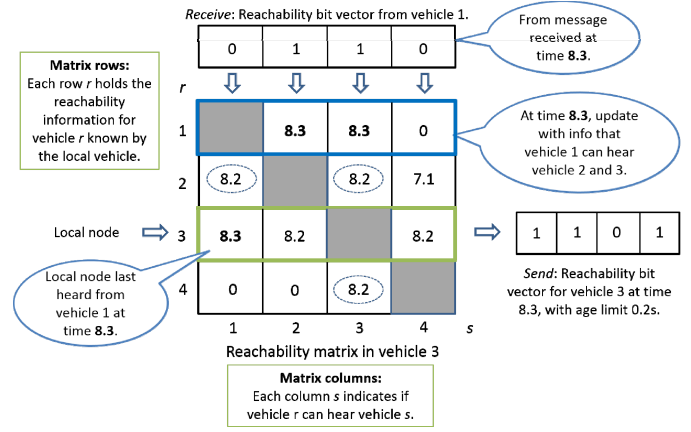 Receive: Reachability bit vector from vehicle 1.
0 1 1 0
From message
received at
time 8.3.
Matrix rows:
Each row r holds the
reachability
information for
vehicle r known by
the local vehicle.
r
1 8.3 8.3 0
At time 8.3, update
with info that
vehicle 1 can hear
vehicle 2 and 3.
2 8.2 8.2 7.1
Local node
3 8.3 8.2 8.2
1 1 0 1
Send: Reachability bit
vector for vehicle 3 at time
8.3, with age limit 0.2s.
Local node last
heard from
vehicle 1 at
time 8.3.
4 0 0 8.2
1 2 3 4 s
Reachability matrix in vehicle 3
Matrix columns:
Each column s indicates if
vehicle r can hear vehicle s.